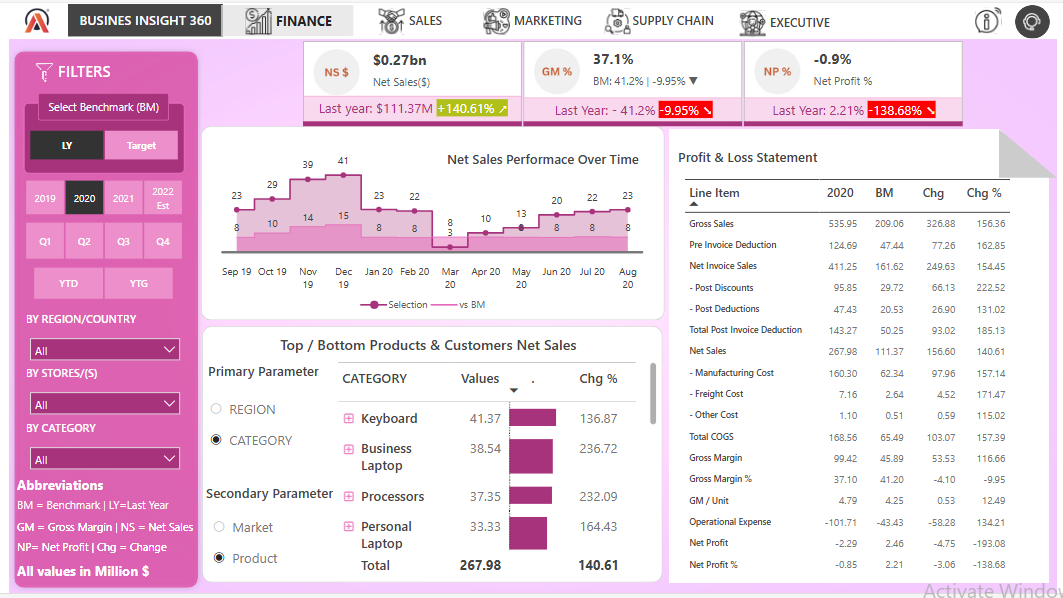 BUSINES INSIGHT 360
FINANCE
SALES
MARKETING
SUPPLY CHAIN
EXECUTIVE
FILTERS
Select Benchmark (BM)
LY Target
2019 2020 2021 2022 Est
Q1 Q2 Q3 Q4
YTD YTG
BY REGION/COUNTRY
All
BY STORES/(S)
All
BY CATEGORY
All
Abbreviations
BM = Benchmark | LY=Last Year
GM = Gross Margin | NS = Net Sales
NP= Net Profit | Chg = Change
All values in Million $
NS $
$0.27bn
Net Sales($)
Last year: $111.37M +140.61% ↗
GM %
37.1%
BM: 41.2% | -9.95% ▼
Last Year: - 41.2% -9.95% ↘
NP %
-0.9%
Net Profit %
Last Year: 2.21% -138.68% ↘
Net Sales Performace Over Time
23 29 39 41 23 22 3 10 13 20 22 23
8 10 14 15 8 8 8 8 8 8 8
Sep 19 Oct 19 Nov 19 Dec 19 Jan 20 Feb 20 Mar 20 Apr 20 May 20 Jun 20 Jul 20 Aug 20
Selection vs BM
Top / Bottom Products & Customers Net Sales
Primary Parameter
REGION
CATEGORY
Secondary Parameter
Market
Product
CATEGORY Values . Chg %
Keyboard 41.37 136.87
Business Laptop 38.54 236.72
Processors 37.35 232.09
Personal Laptop 33.33 164.43
Total 267.98 140.61
Profit & Loss Statement
Line Item 2020 BM Chg Chg %
Gross Sales 535.95 209.06 326.88 156.36
Pre Invoice Deduction 124.69 47.44 77.26 162.85
Net Invoice Sales 411.25 161.62 249.63 154.45
- Post Discounts 95.85 29.72 66.13 222.52
- Post Deductions 47.43 20.53 26.90 131.02
Total Post Invoice Deduction 143.27 50.25 93.02 185.13
Net Sales 267.98 111.37 156.60 140.61
- Manufacturing Cost 160.30 62.34 97.96 157.14
- Freight Cost 7.16 2.64 4.52 171.47
- Other Cost 1.10 0.51 0.59 115.02
Total COGS 168.56 65.49 103.07 157.39
Gross Margin 99.42 45.89 53.53 116.66
Gross Margin % 37.10 41.20 -4.10 -9.95
GM / Unit 4.79 4.25 0.53 12.49
Operational Expense -101.71 -43.43 -58.28 134.21
Net Profit -2.29 2.46 -4.75 -193.08
Net Profit % -0.85 2.21 -3.06 -138.68
Activate Windo